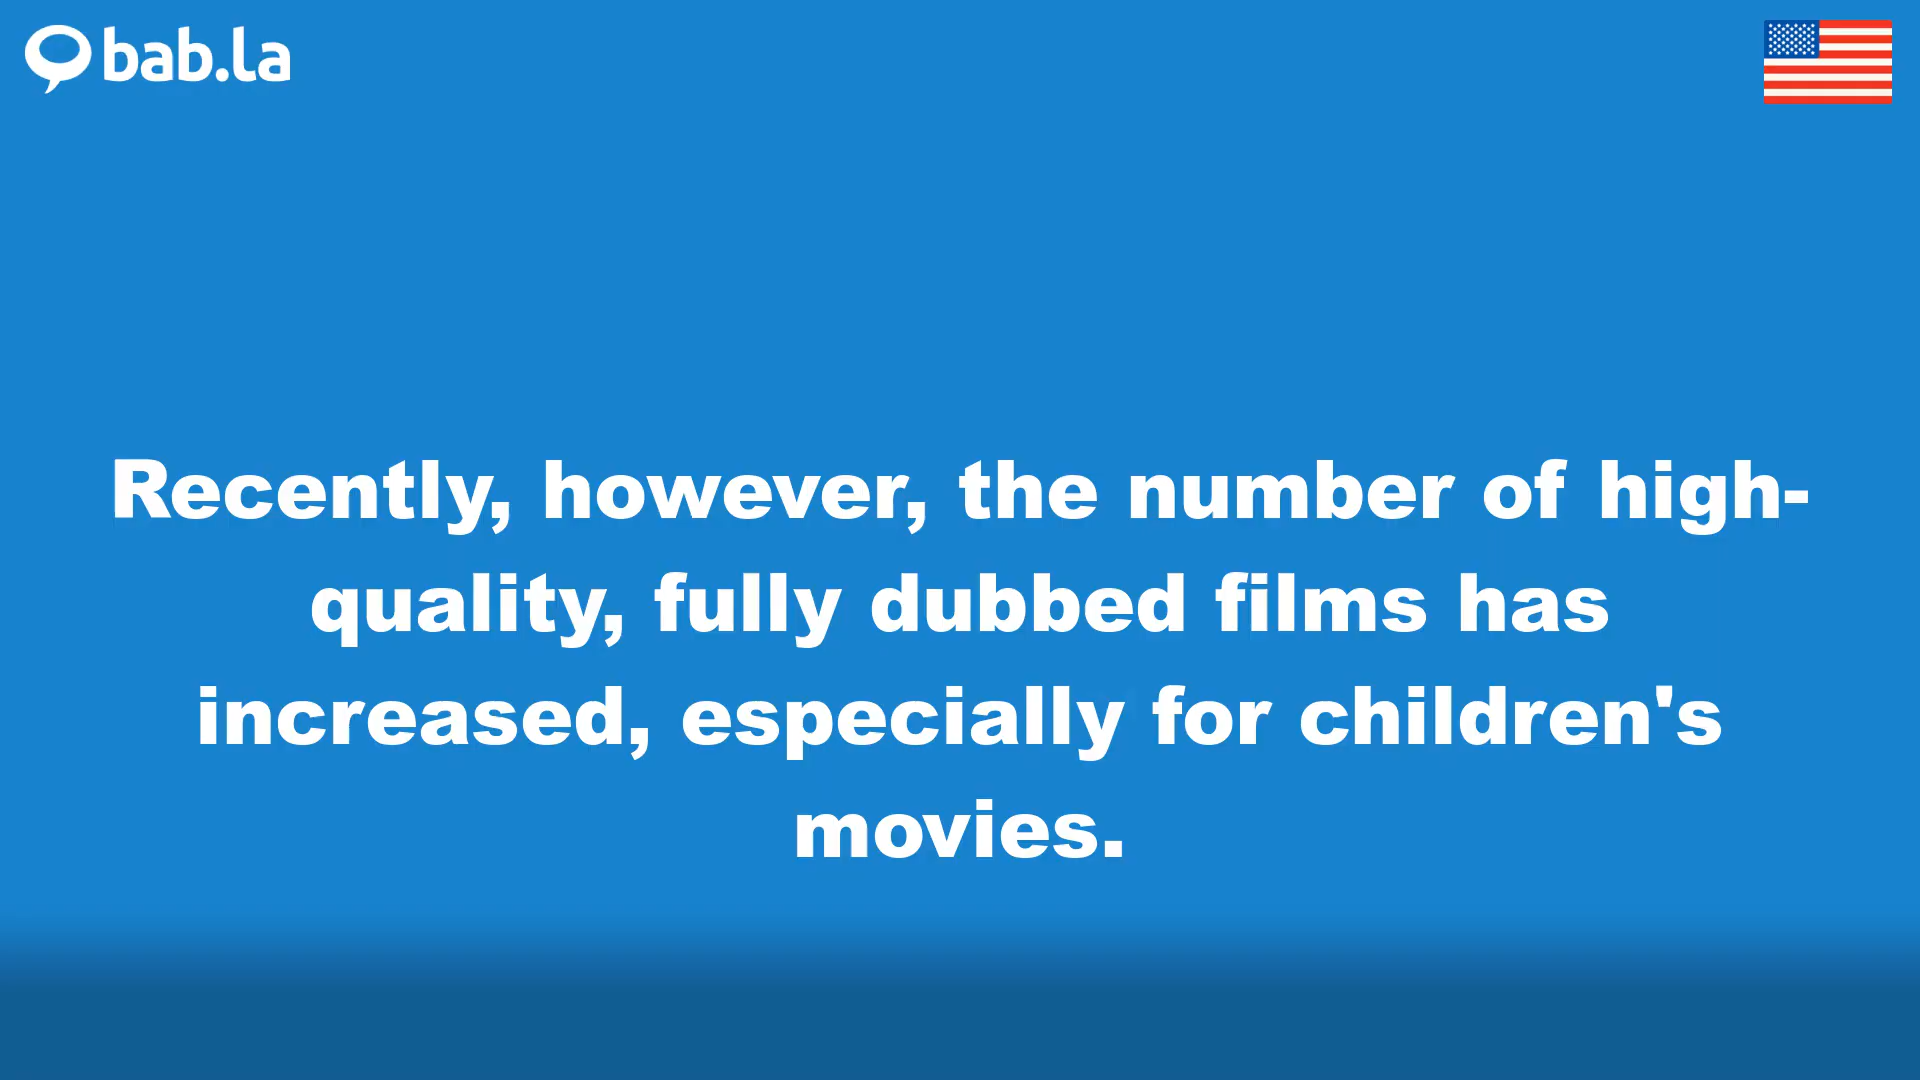 bab.la
Recently, however, the number of high-
quality, fully dubbed films has
increased, especially for children's
movies.